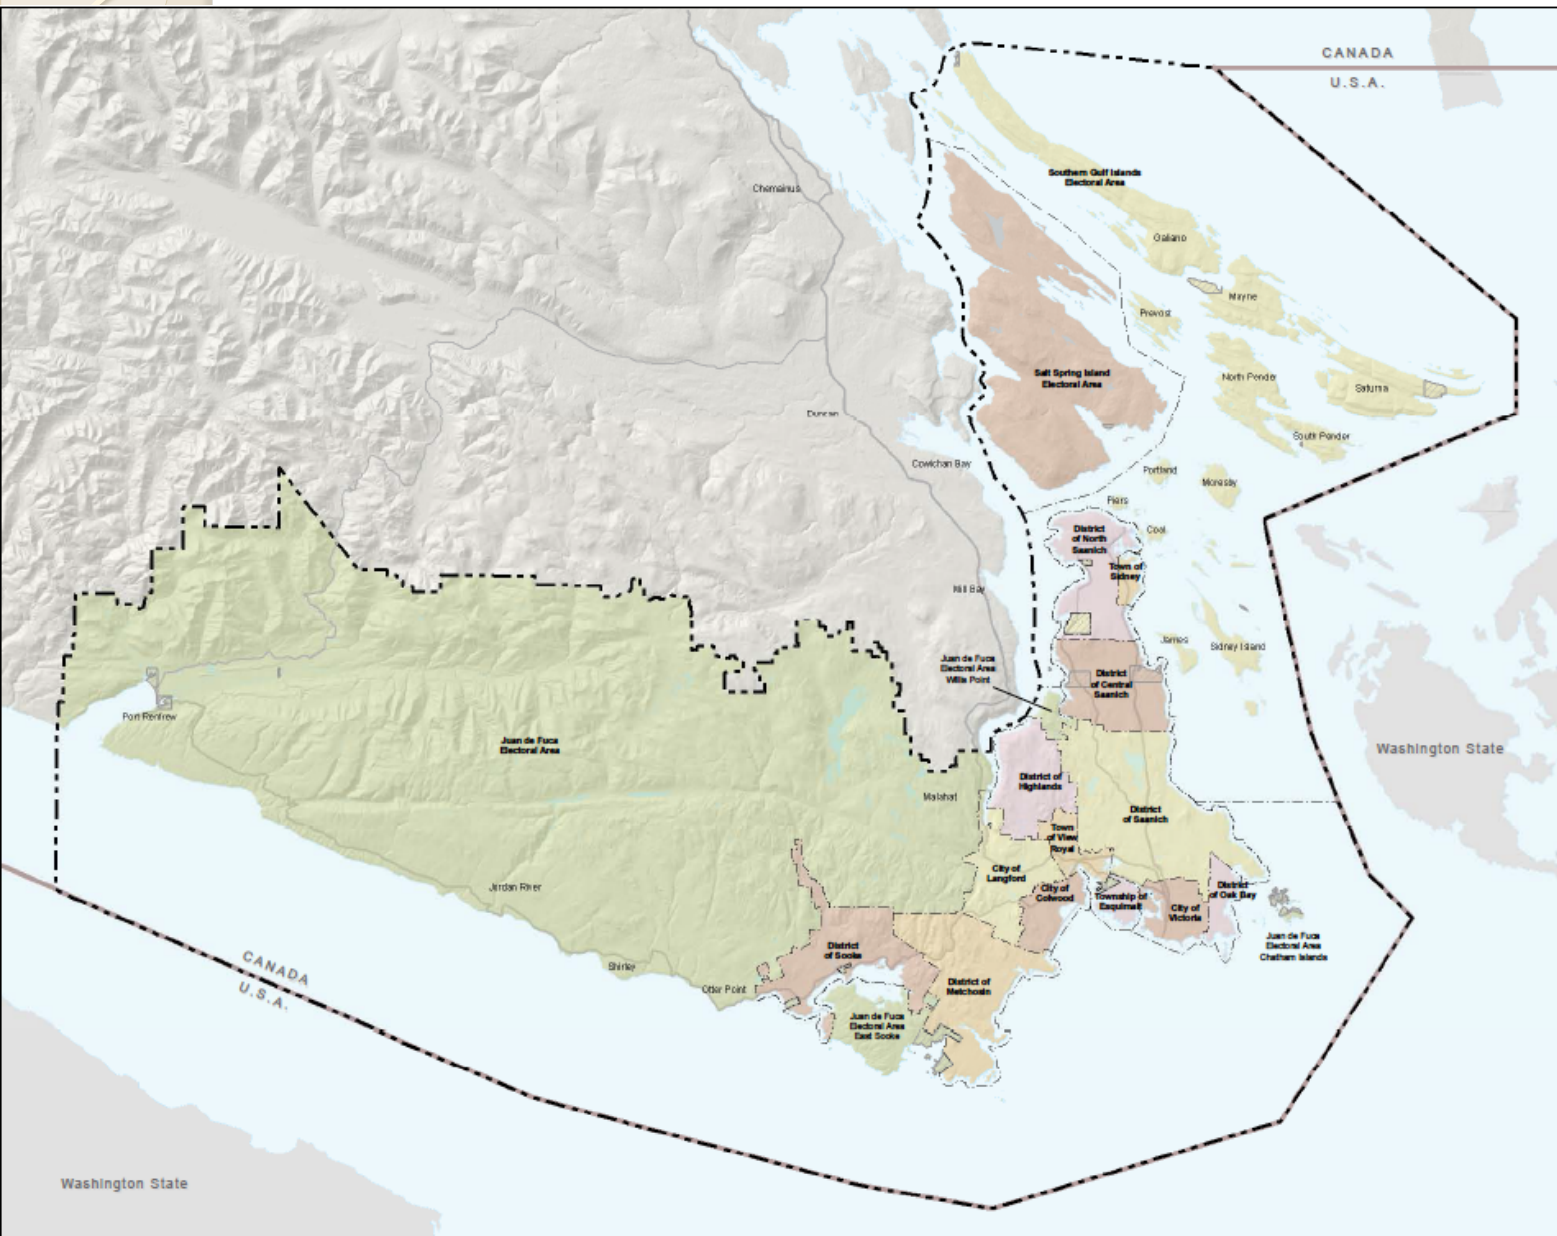 CANADA
U.S.A.
Chemainus
Southern Gulf Islands
Electoral Area
Galiano
Mayne
Prevost
Salt Spring Island
Electoral Area
North Pender
Saturna
Duncan
South Pender
Cowichan Bay
Portland
Moresby
Piers
District
of North
Saanich
Coal
Town of
Sidney
Mill Bay
James
Sidney Island
Juan de Fuca
Electoral Area
Willis Point
District
of Central
Saanich
Port Renfrew
Juan de Fuca
Electoral Area
Washington State
District of
Highlands
Malahat
District
of Saanich
Town
of View
Royal
City of
Langford
City of
Colwood
Township of
Esquimalt
City of
Victoria
District
of Oak Bay
Jordan River
Juan de Fuca
Electoral Area
Chatham Islands
District
of Sooke
CANADA
U.S.A.
Shirley
Otter Point
District of
Metchosin
Juan de Fuca
Electoral Area
East Sooke
Washington State